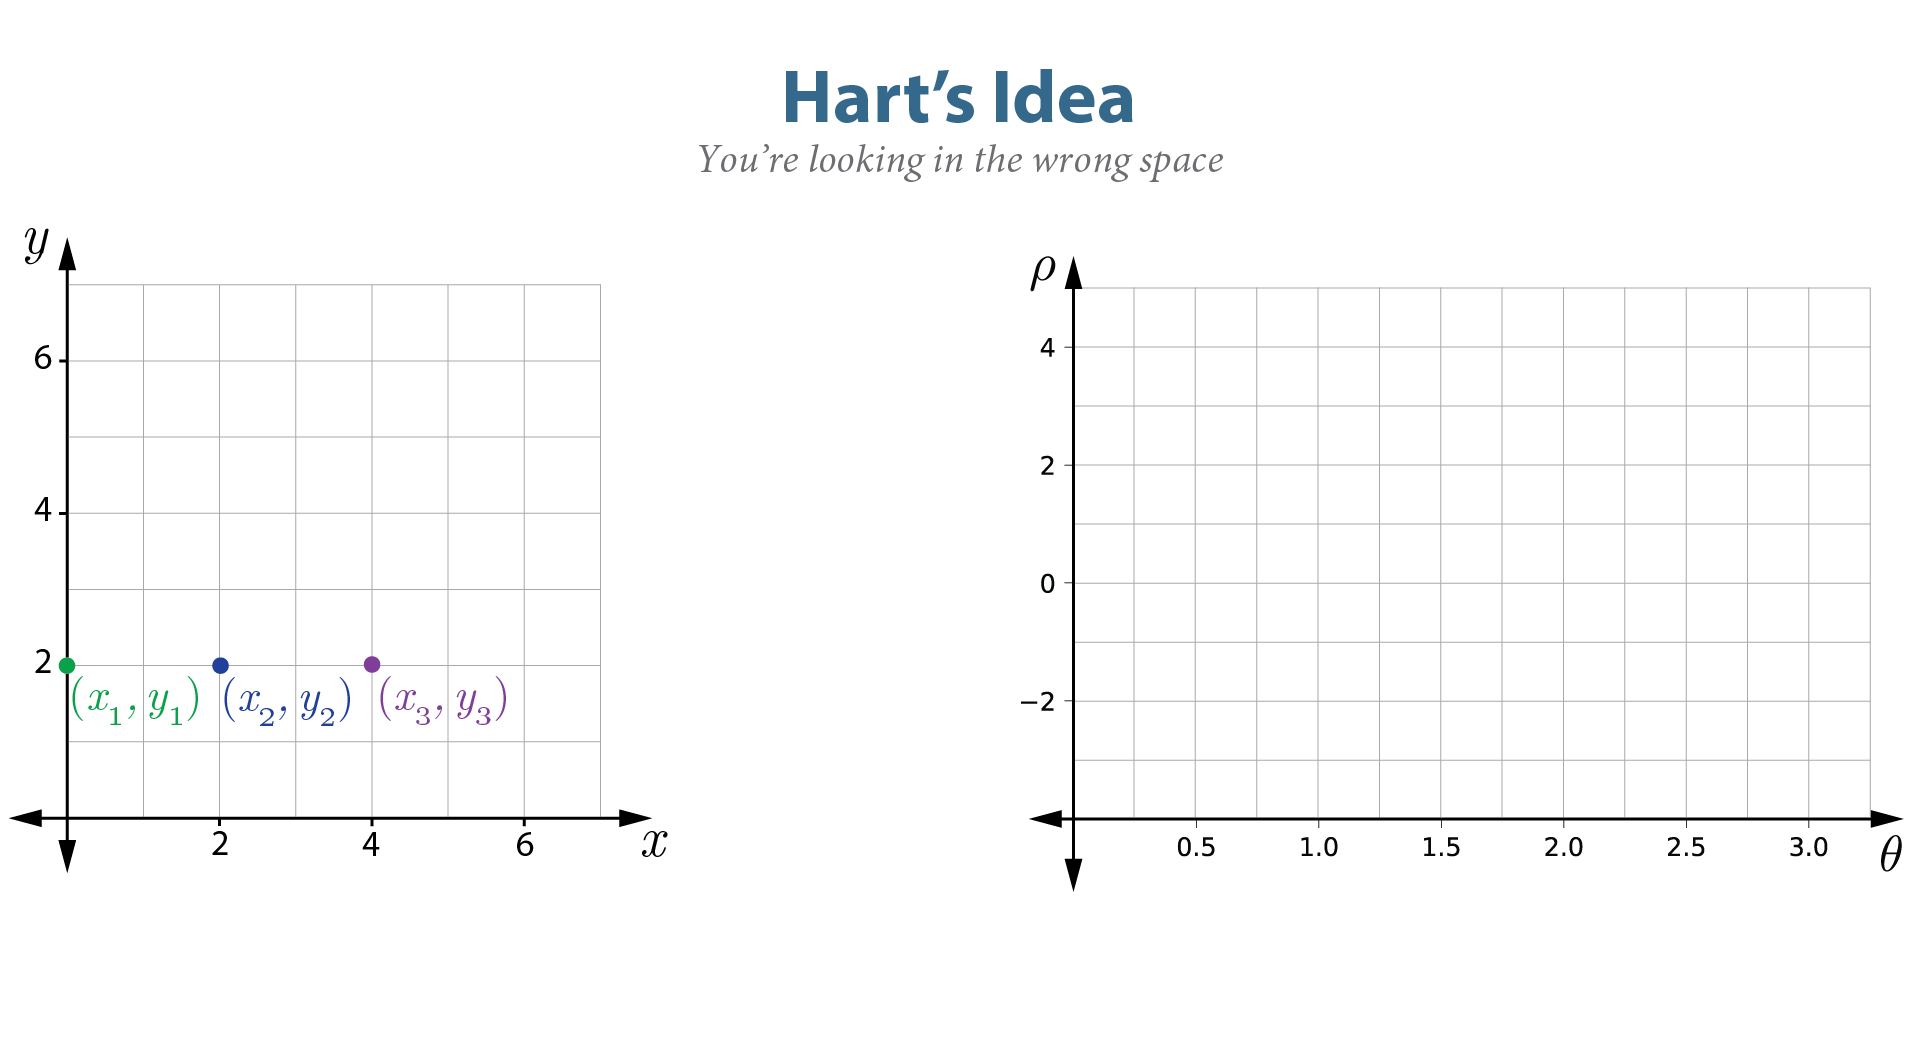 Hart’s Idea
You’re looking in the wrong space
y
6
4
2
(x₁, y₁) (x₂, y₂) (x₃, y₃)
2 4 6 x
ρ
4
2
0
−2
0.5 1.0 1.5 2.0 2.5 3.0 θ